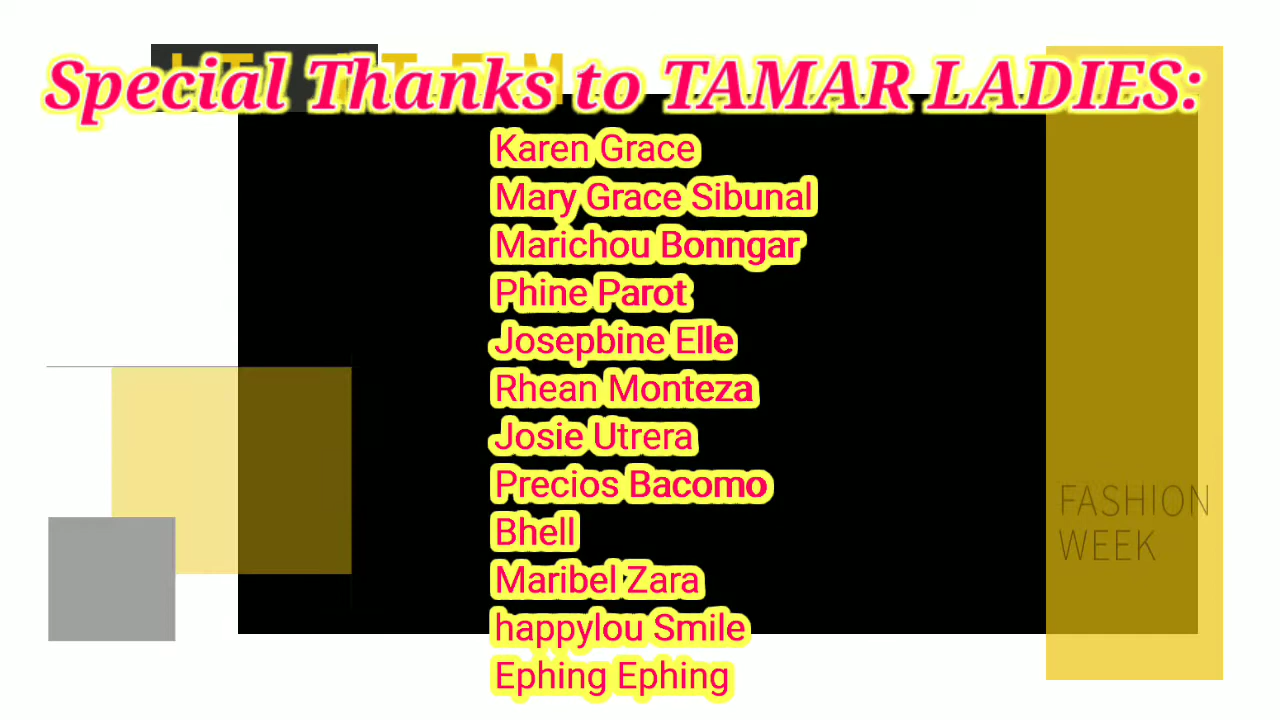 Special Thanks to TAMAR LADIES:
Karen Grace
Mary Grace Sibunal
Marichou Bonngar
Phine Parot
Josepbine Elle
Rhean Monteza
Josie Utrera
Precios Bacomo
Bhell
Maribel Zara
happylou Smile
Ephing Ephing
FASHION
WEEK